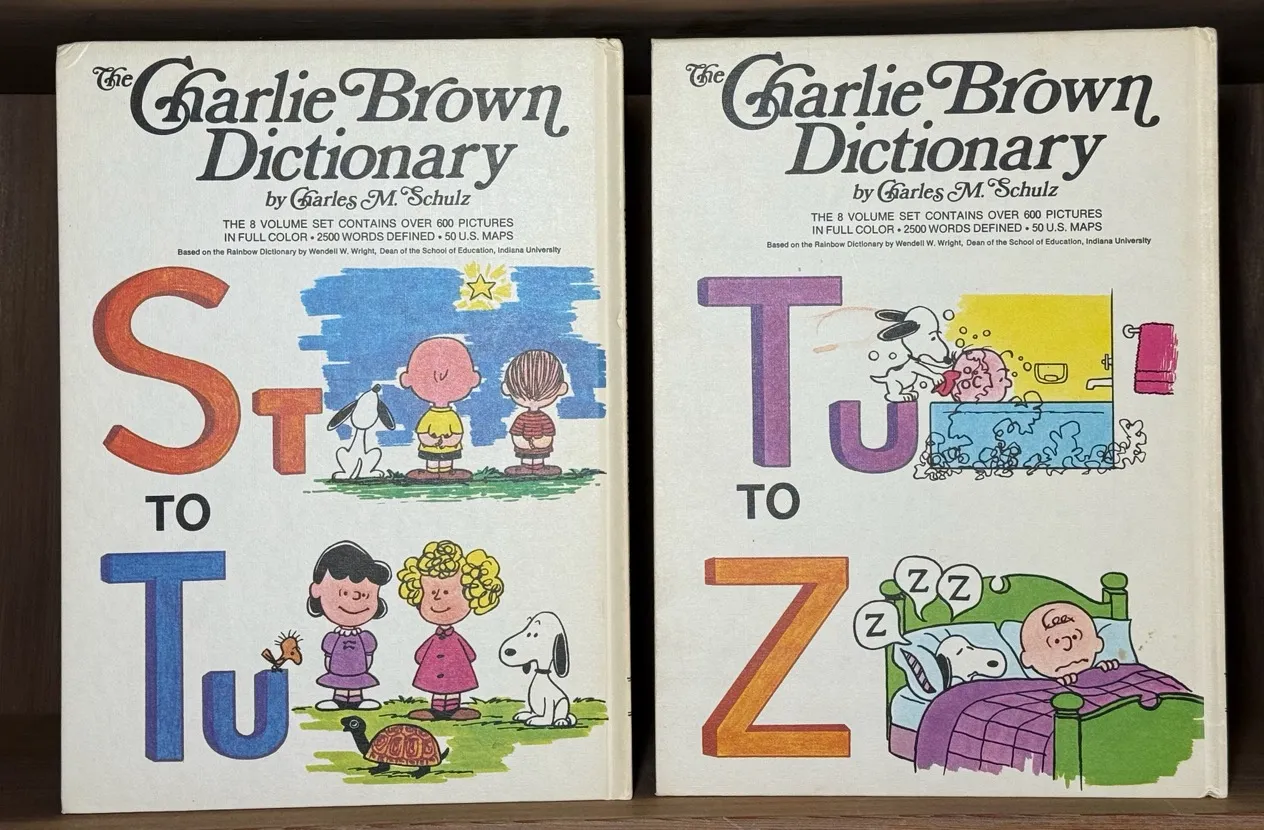 The Charlie Brown
Dictionary
by Charles M. Schulz
THE 8 VOLUME SET CONTAINS OVER 600 PICTURES
IN FULL COLOR • 2500 WORDS DEFINED • 50 U.S. MAPS
Based on the Rainbow Dictionary by Wendell W. Wright, Dean of the School of Education, Indiana University
ST
TO
TU
The Charlie Brown
Dictionary
by Charles M. Schulz
THE 8 VOLUME SET CONTAINS OVER 600 PICTURES
IN FULL COLOR • 2500 WORDS DEFINED • 50 U.S. MAPS
Based on the Rainbow Dictionary by Wendell W. Wright, Dean of the School of Education, Indiana University
TU
TO
Z
Z Z Z